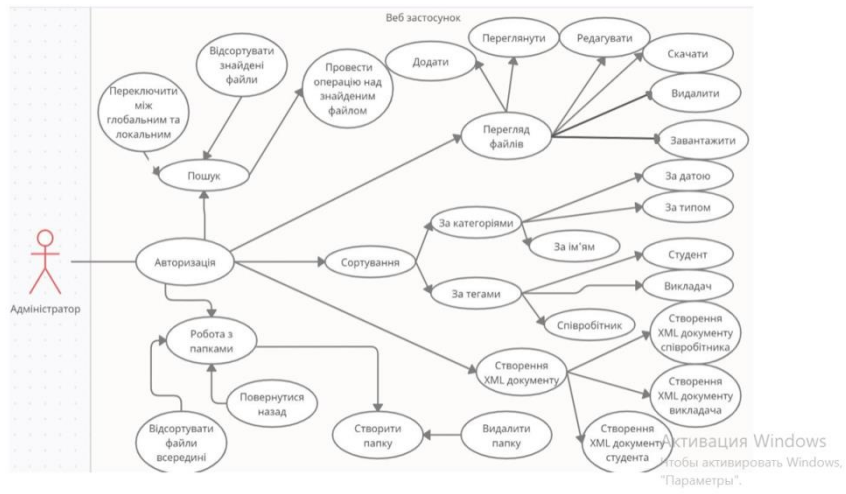 Веб застосунок
Відсортувати
знайдені
файли
Переключити
між
глобальним та
локальним
Провести
операцію над
знайденим
файлом
Додати
Переглянути
Редагувати
Скачати
Видалити
Завантажити
Перегляд
файлів
Пошук
За датою
За типом
За категоріями
За ім'ям
Авторизація
Сортування
Студент
Викладач
За тегами
Співробітник
Адміністратор
Робота з
папками
Створення
XML документу
співробітника
Створення
XML документу
Створення
XML документу
викладача
Повернутися
назад
Відсортувати
файли
всередині
Створити
папку
Видалити
папку
Створення
XML документу
студента
Активация Windows
Чтобы активировать Windows,
"Параметры".